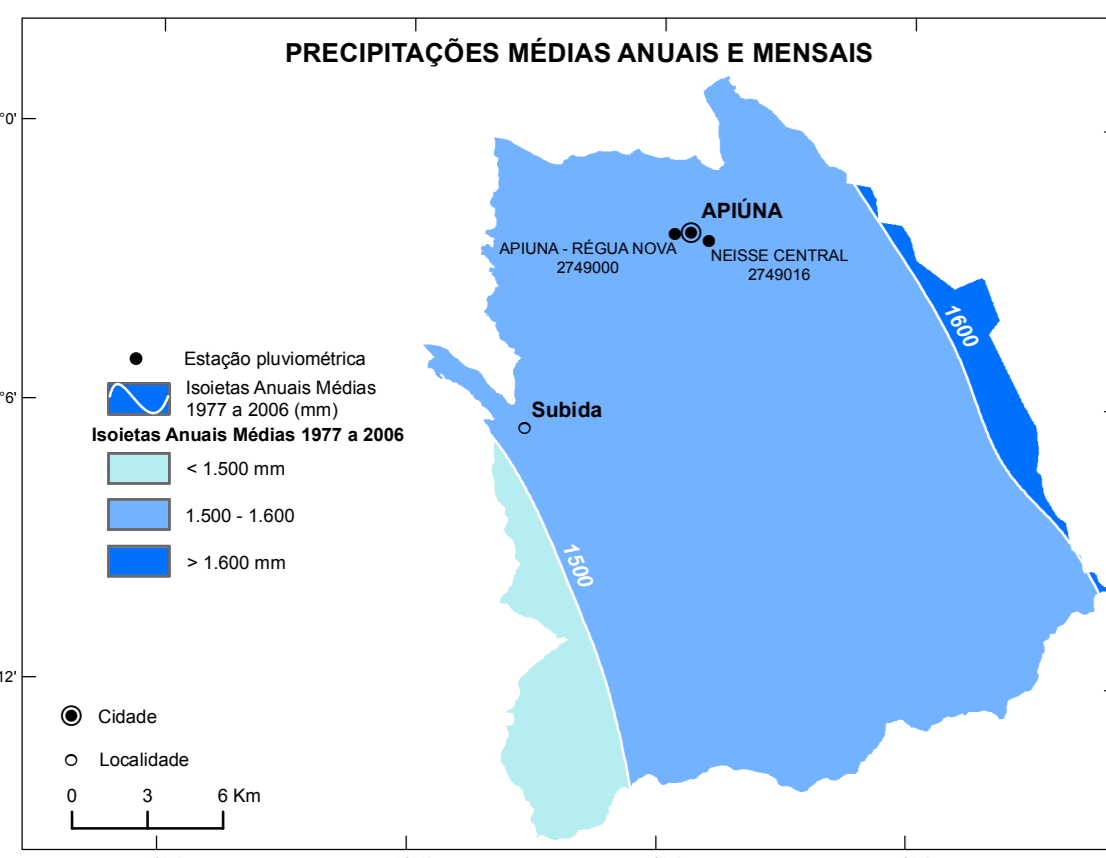 PRECIPITAÇÕES MÉDIAS ANUAIS E MENSAIS
°0'
APIÚNA
APIUNA - RÉGUA NOVA
2749000
NEISSE CENTRAL
2749016
1600
Estação pluviométrica
Isoietas Anuais Médias
1977 a 2006 (mm)
°6'
Subida
Isoietas Anuais Médias 1977 a 2006
< 1.500 mm
1.500 - 1.600
> 1.600 mm
1500
12'
Cidade
Localidade
0 3 6 Km